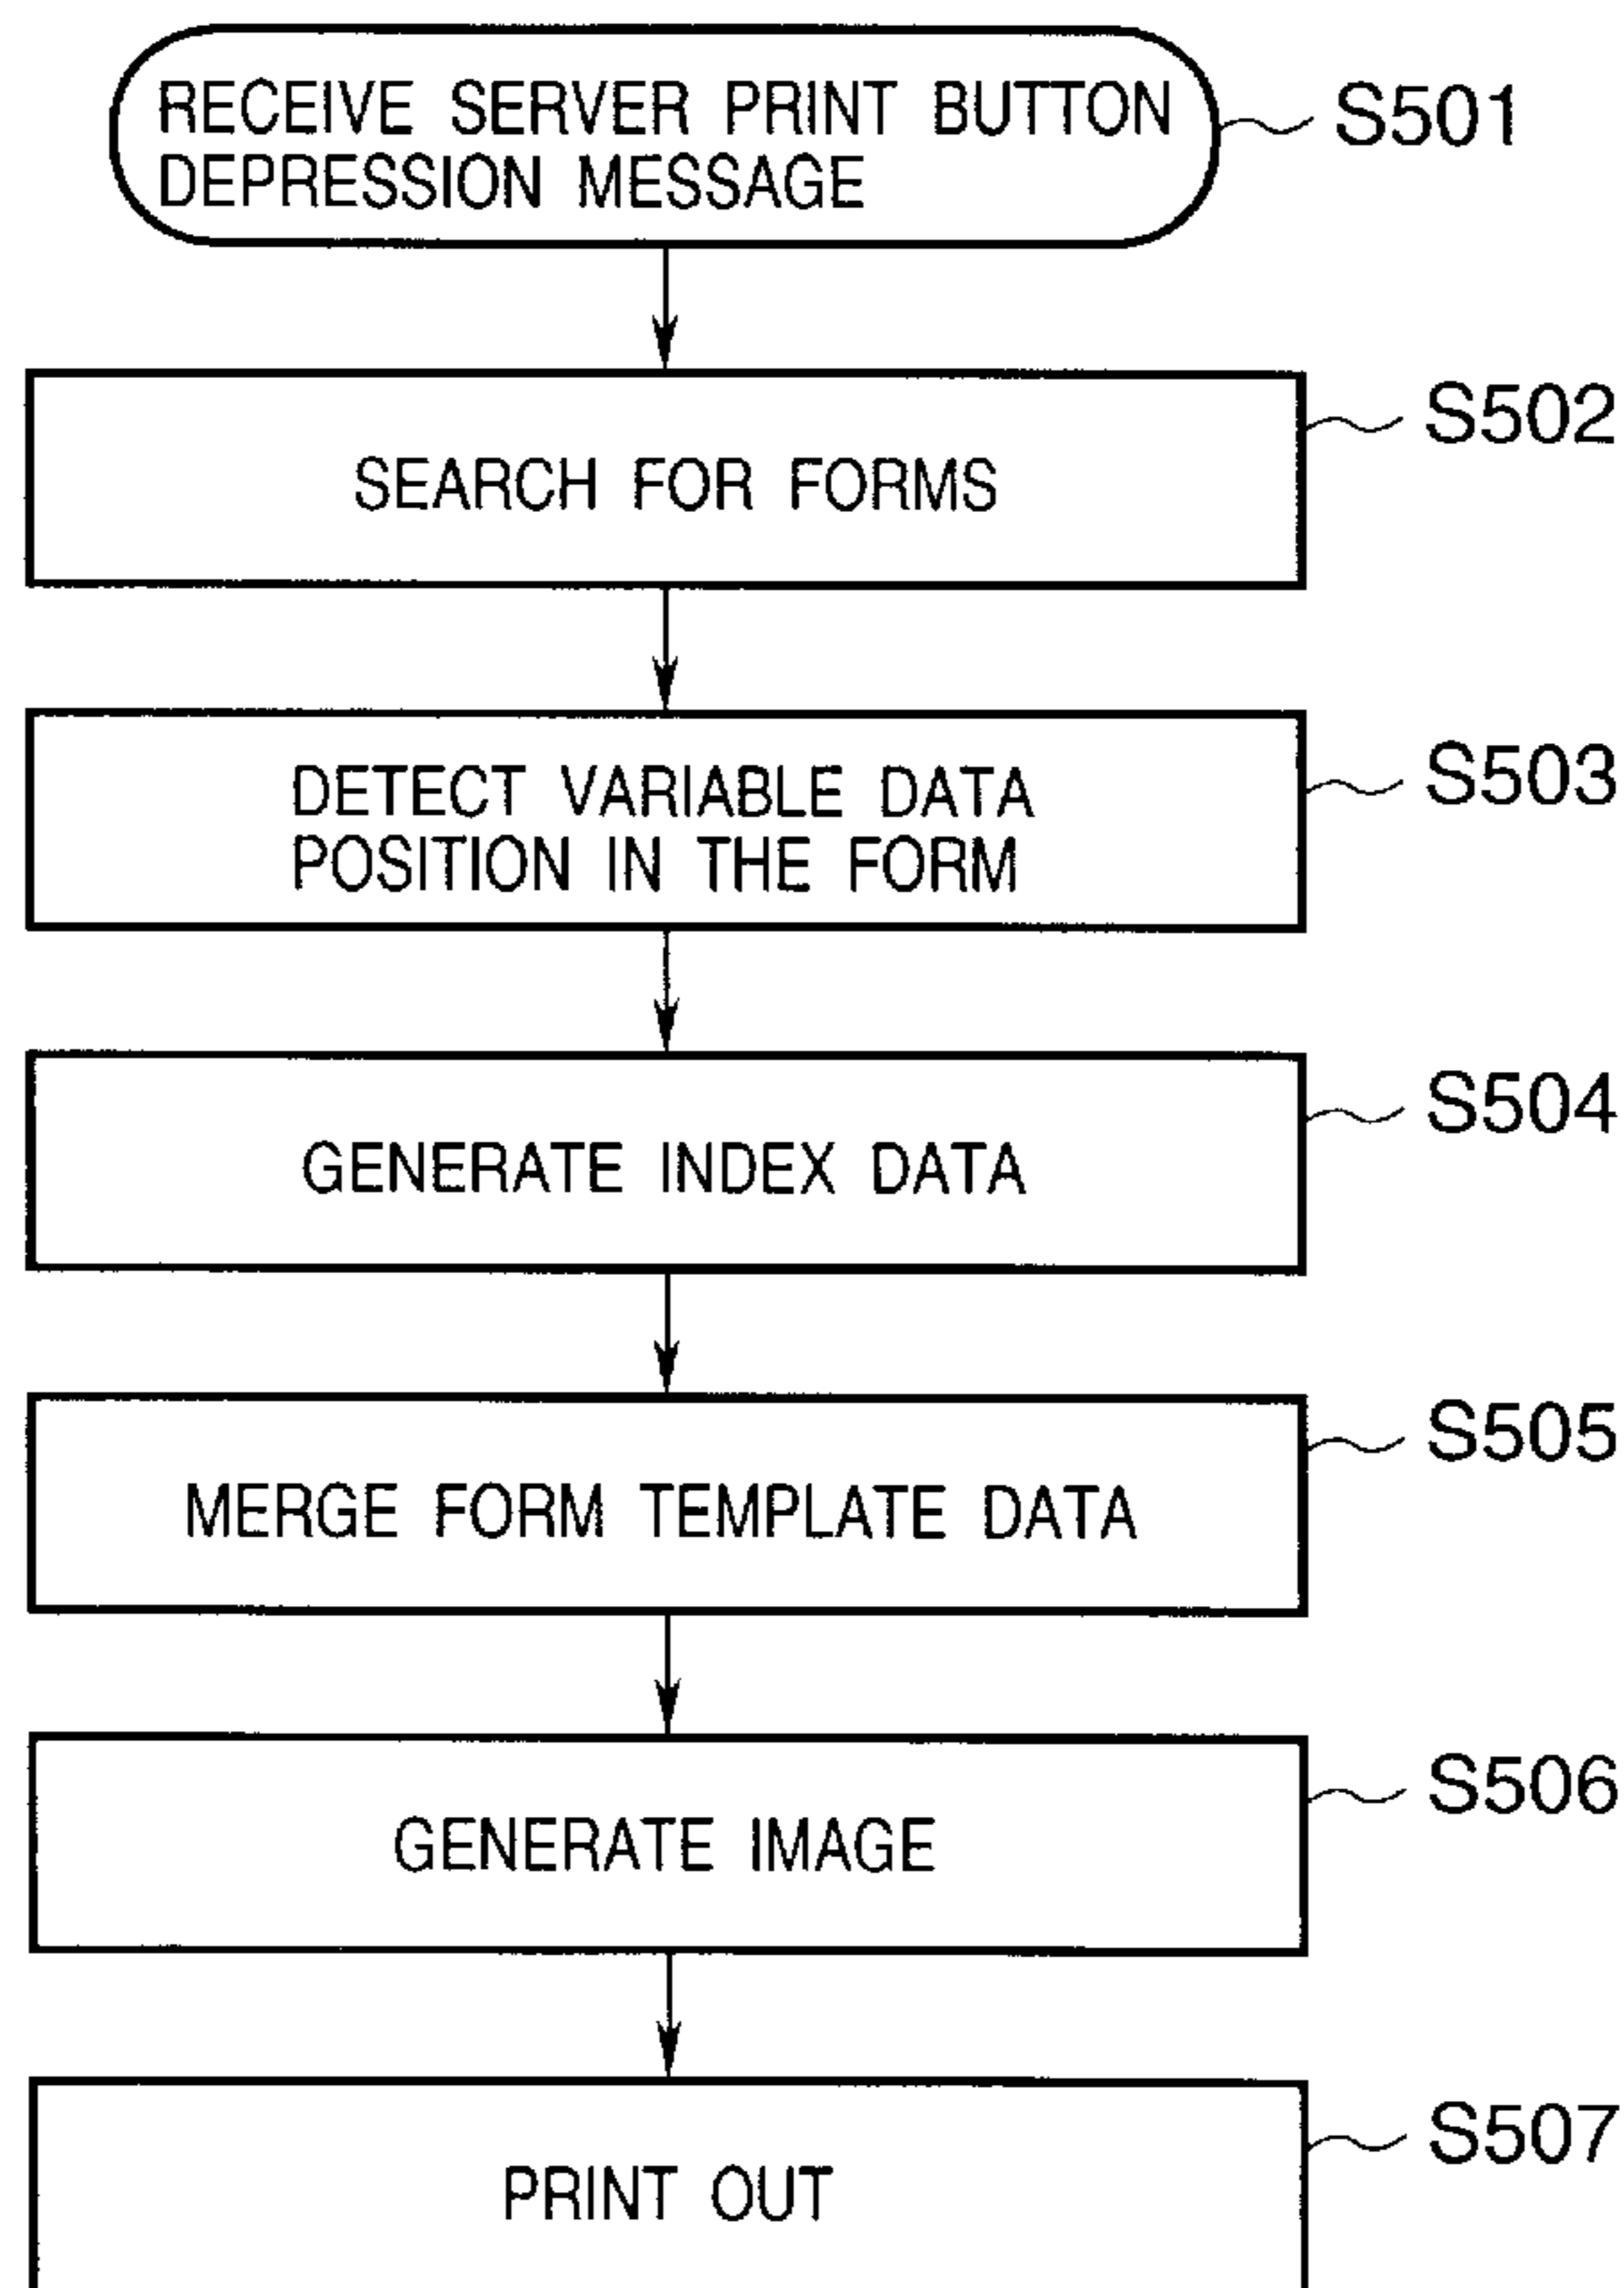 RECEIVE SERVER PRINT BUTTON
DEPRESSION MESSAGE
S501
SEARCH FOR FORMS
S502
DETECT VARIABLE DATA
POSITION IN THE FORM
S503
GENERATE INDEX DATA
S504
MERGE FORM TEMPLATE DATA
S505
GENERATE IMAGE
S506
PRINT OUT
S507